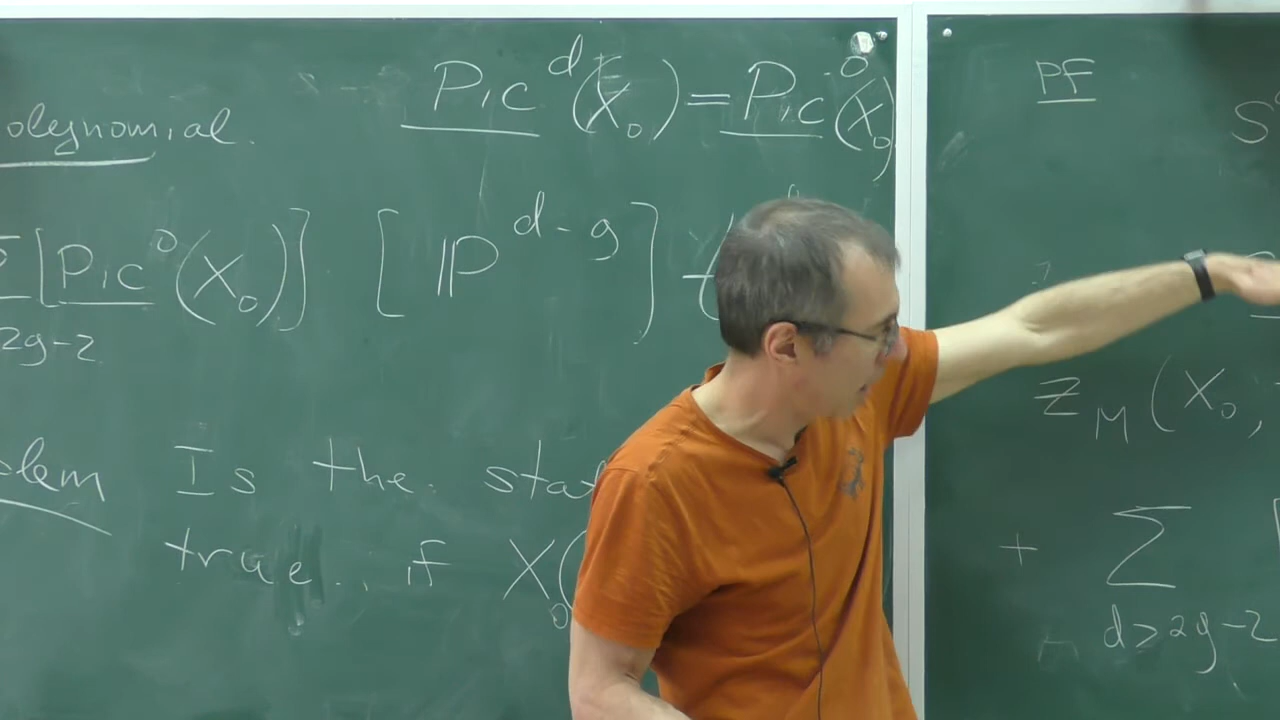 olynomial.
Pic^d(X_0) = Pic^0(X_0)
[Pic^0(X_0)] [ℙ^{d-g}] t
2g-2
lem Is the sta
true if X_0(
PF
S
Z_M(X_0,
+ Σ
d>2g-2